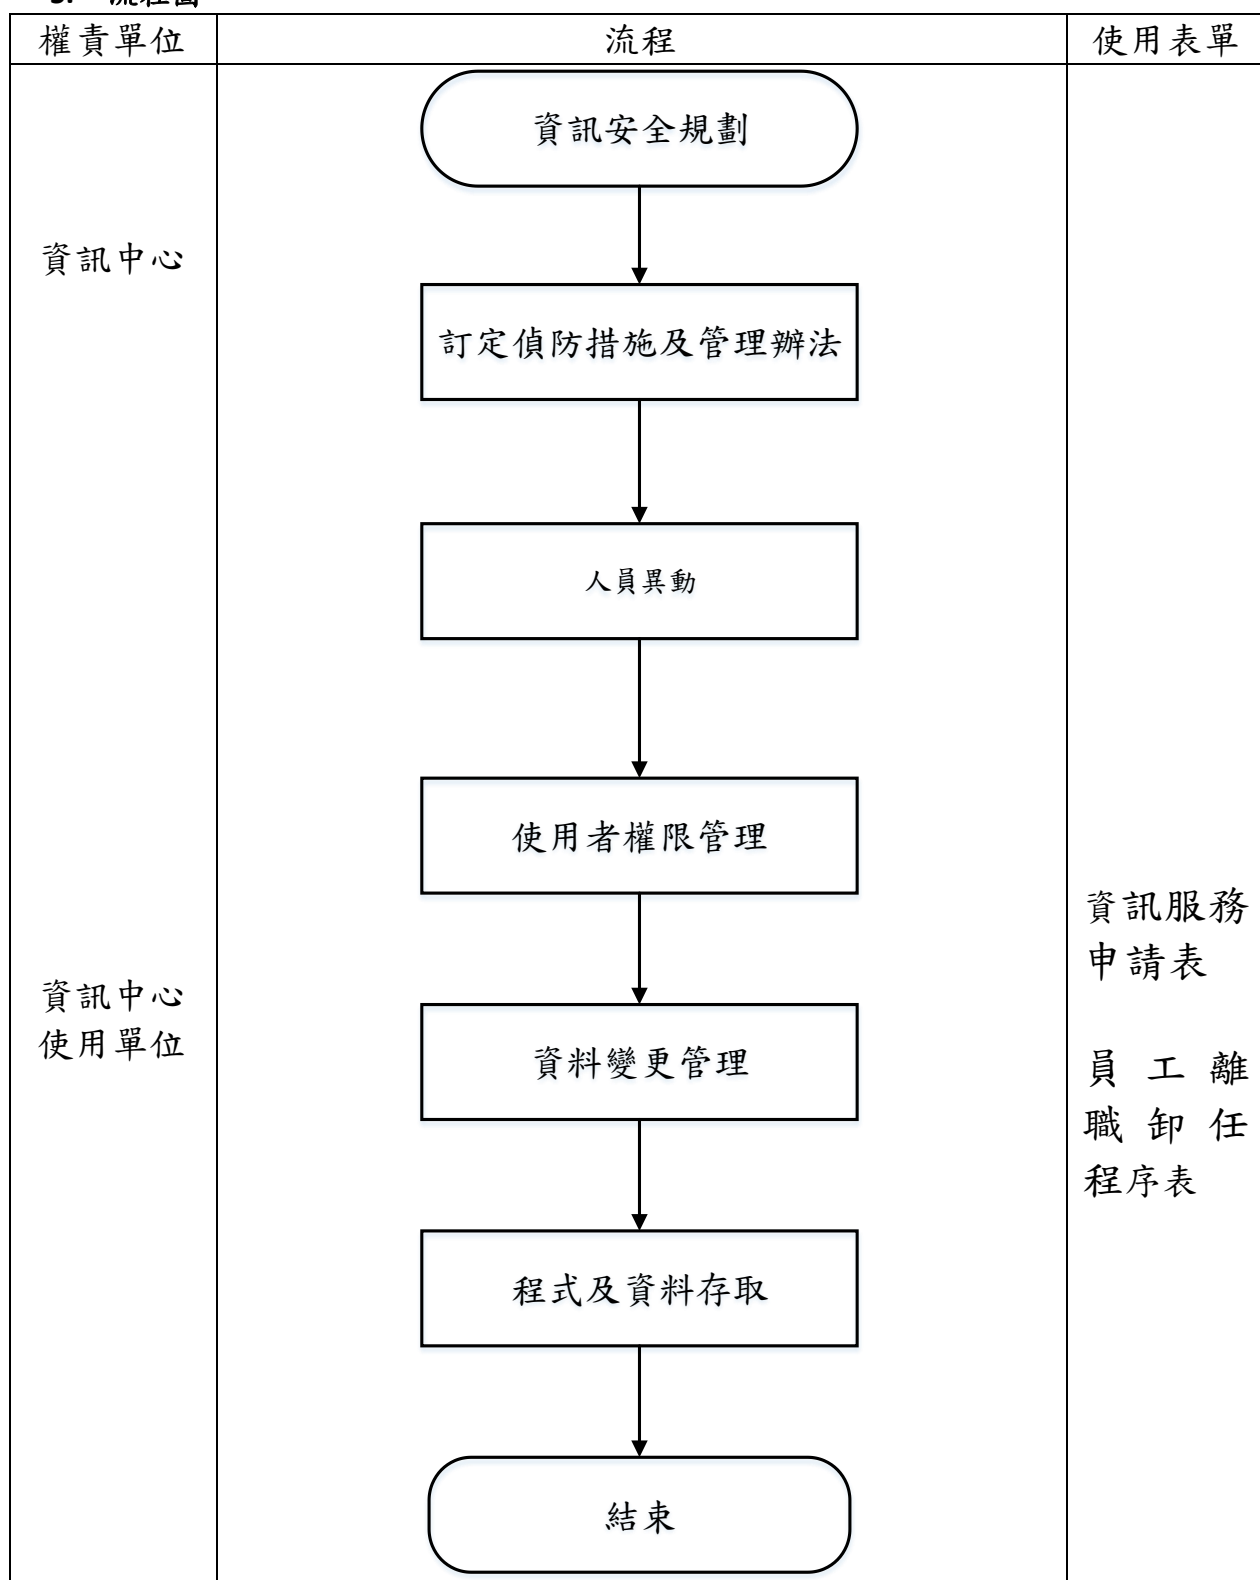 權責單位
流程
使用表單
資訊安全規劃
資訊中心
訂定偵防措施及管理辦法
人員異動
使用者權限管理
資訊服務
申請表
資訊中心
使用單位
資料變更管理
員工離
職卸任
程序表
程式及資料存取
結束